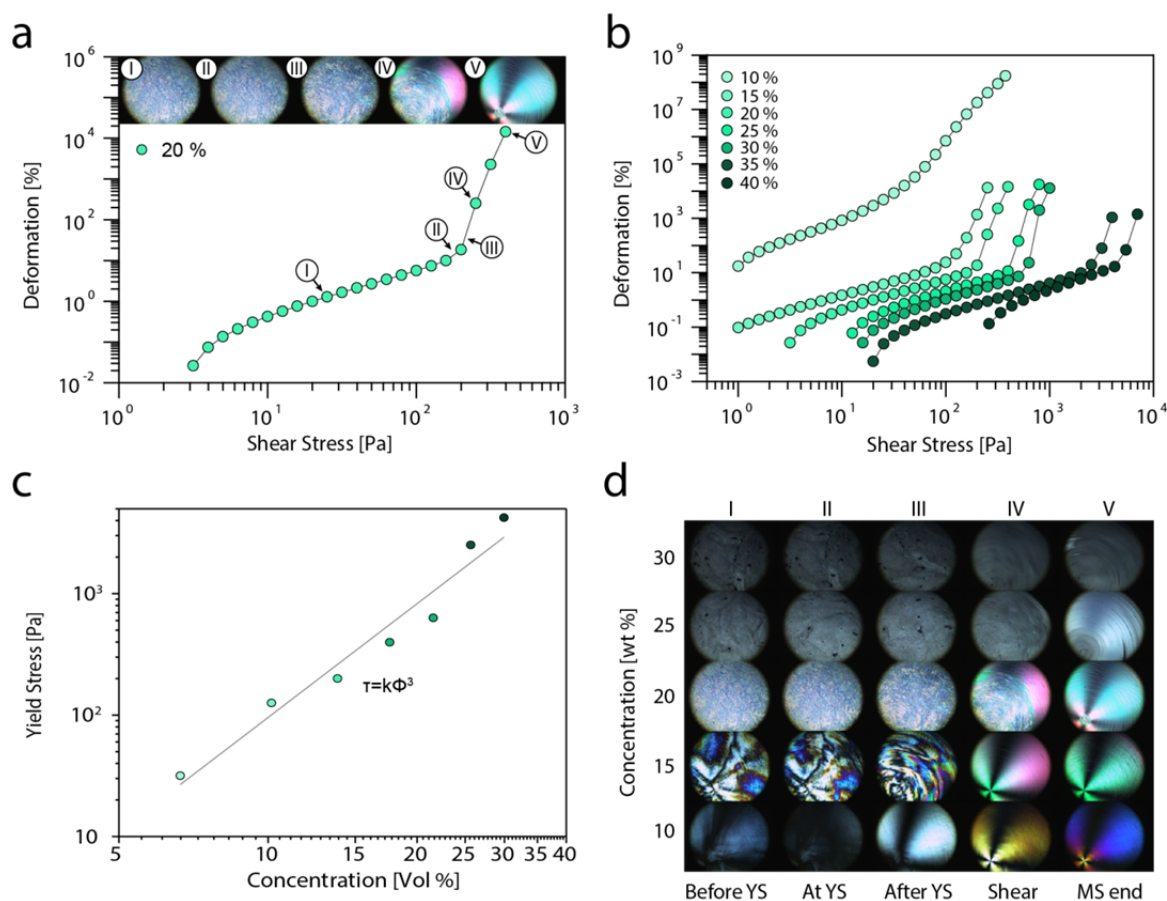 a
10^6
10^4
10^2
10^0
10^-2
Deformation [%]
I
II
III
IV
V
20 %
I
II
III
IV
V
10^0
10^1
10^2
10^3
Shear Stress [Pa]
b
10^9
10^7
10^5
10^3
10^1
10^-1
10^-3
Deformation [%]
10 %
15 %
20 %
25 %
30 %
35 %
40 %
10^0
10^1
10^2
10^3
10^4
Shear Stress [Pa]
c
10^3
10^2
10
Yield Stress [Pa]
τ=kΦ^3
5
10
15
20
25
30
35
40
Concentration [Vol %]
d
I
II
III
IV
V
Concentration [wt %]
30
25
20
15
10
Before YS
At YS
After YS
Shear
MS end